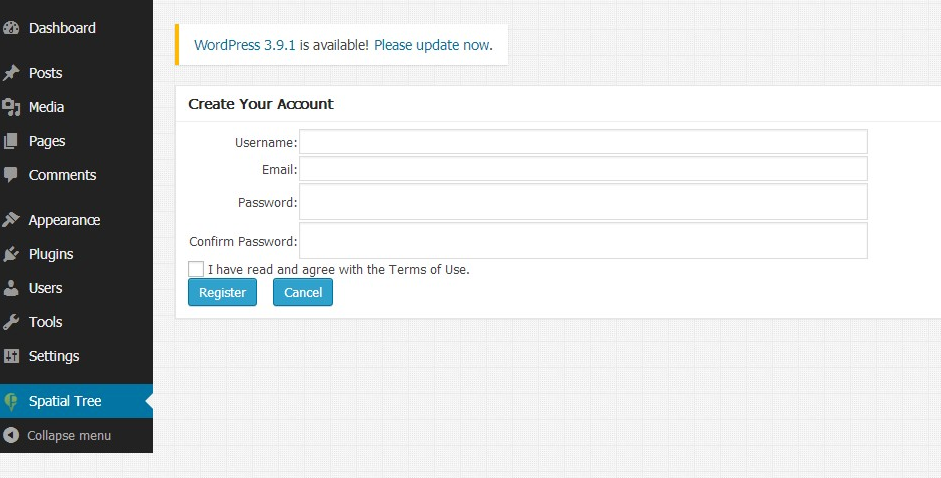 Dashboard
Posts
Media
Pages
Comments
Appearance
Plugins
Users
Tools
Settings
Spatial Tree
Collapse menu
WordPress 3.9.1 is available! Please update now.
Create Your Account
Username:
Email:
Password:
Confirm Password:
I have read and agree with the Terms of Use.
Register Cancel